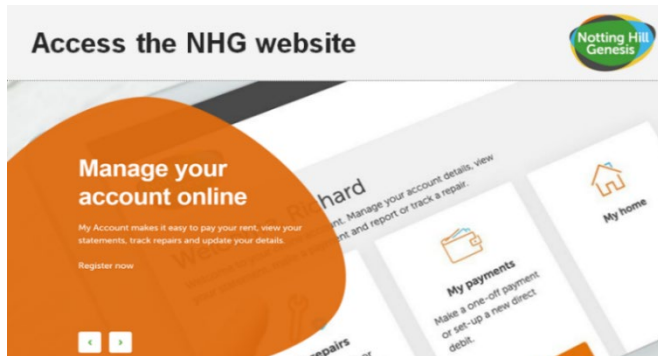 Access the NHG website
Notting Hill
Genesis
Manage your
account online
My Account makes it easy to pay your rent, view your
statements, track repairs and update your details.
Register now
Welcome, Richard
nt. Manage your account details, view
nt and report or track a repair.
My home
My payments
Make a one-off payment
or set-up a new direct
debit.
repairs